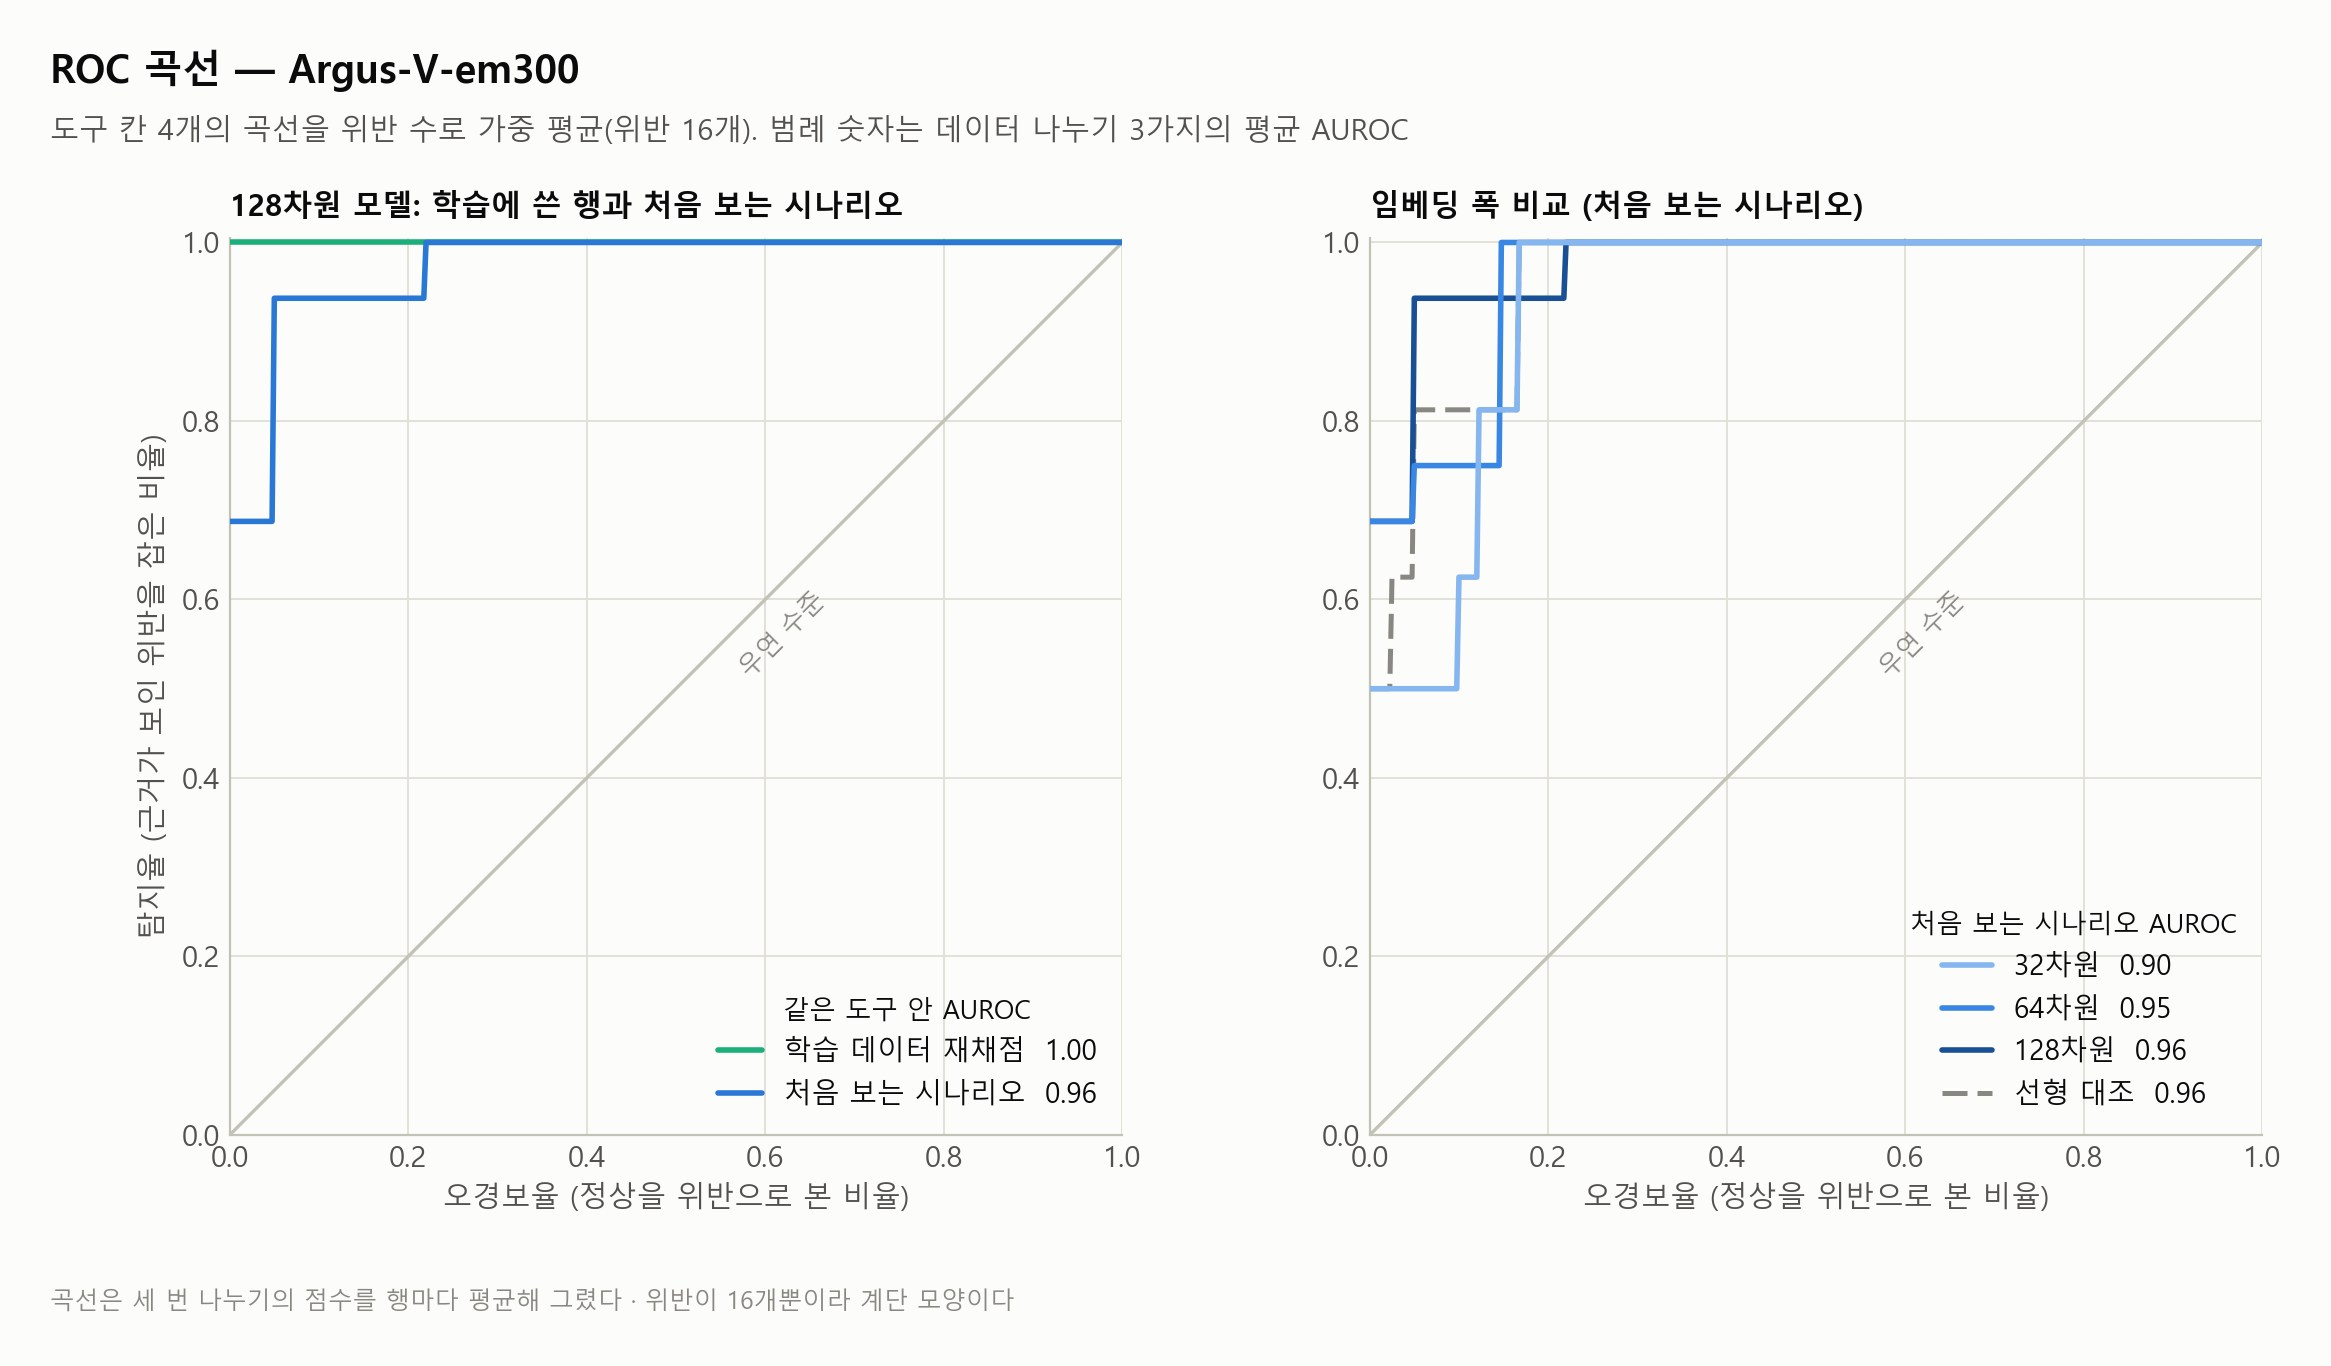 ROC 곡선 — Argus-V-em300
도구 칸 4개의 곡선을 위반 수로 가중 평균(위반 16개). 범례 숫자는 데이터 나누기 3가지의 평균 AUROC
128차원 모델: 학습에 쓴 행과 처음 보는 시나리오
탐지율 (근거가 보인 위반을 잡은 비율)
1.0
0.8
0.6
0.4
0.2
0.0
우연 수준
같은 도구 안 AUROC
학습 데이터 재채점 1.00
처음 보는 시나리오 0.96
0.0 0.2 0.4 0.6 0.8 1.0
오경보율 (정상을 위반으로 본 비율)
임베딩 폭 비교 (처음 보는 시나리오)
1.0
0.8
0.6
0.4
0.2
0.0
우연 수준
처음 보는 시나리오 AUROC
32차원 0.90
64차원 0.95
128차원 0.96
선형 대조 0.96
0.0 0.2 0.4 0.6 0.8 1.0
오경보율 (정상을 위반으로 본 비율)
곡선은 세 번 나누기의 점수를 행마다 평균해 그렸다 · 위반이 16개뿐이라 계단 모양이다